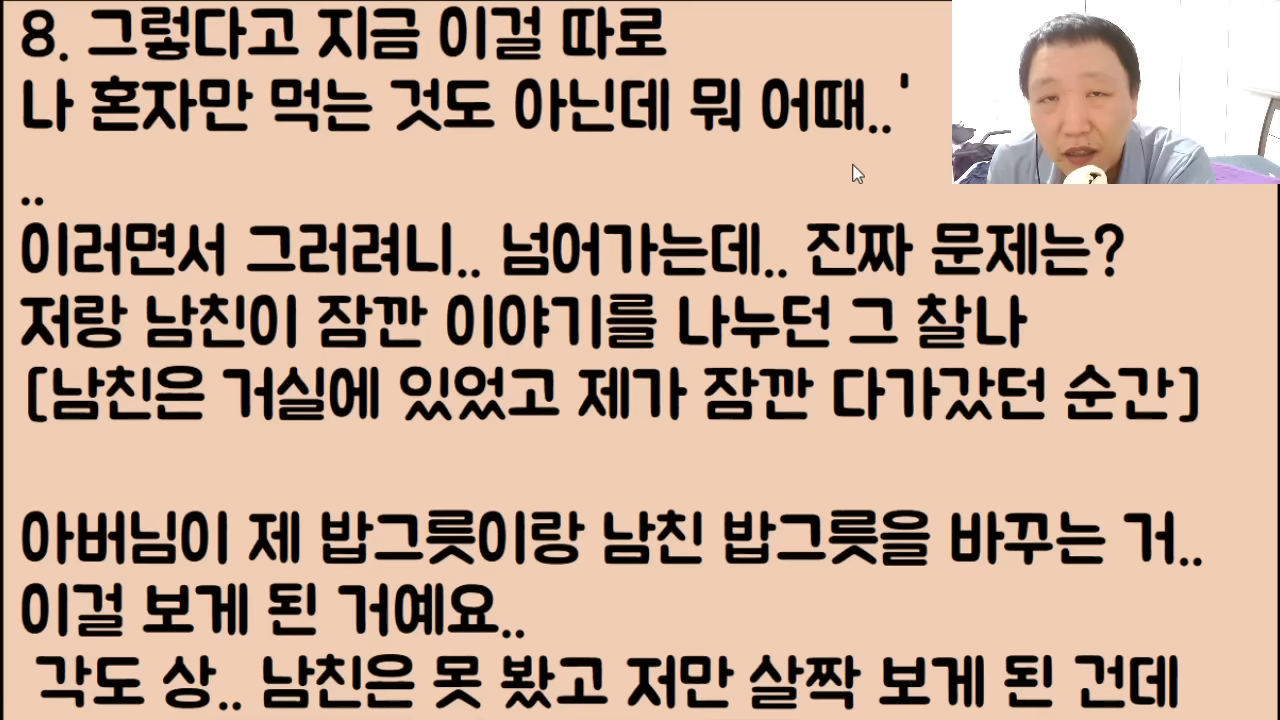 8. 그렇다고 지금 이걸 따로
나 혼자만 먹는 것도 아닌데 뭐 어때..'
..
이러면서 그러려니.. 넘어가는데.. 진짜 문제는?
저랑 남친이 잠깐 이야기를 나누던 그 찰나
[남친은 거실에 있었고 제가 잠깐 다가갔던 순간]
아버님이 제 밥그릇이랑 남친 밥그릇을 바꾸는 거..
이걸 보게 된 거예요..
각도 상.. 남친은 못 봤고 저만 살짝 보게 된 건데